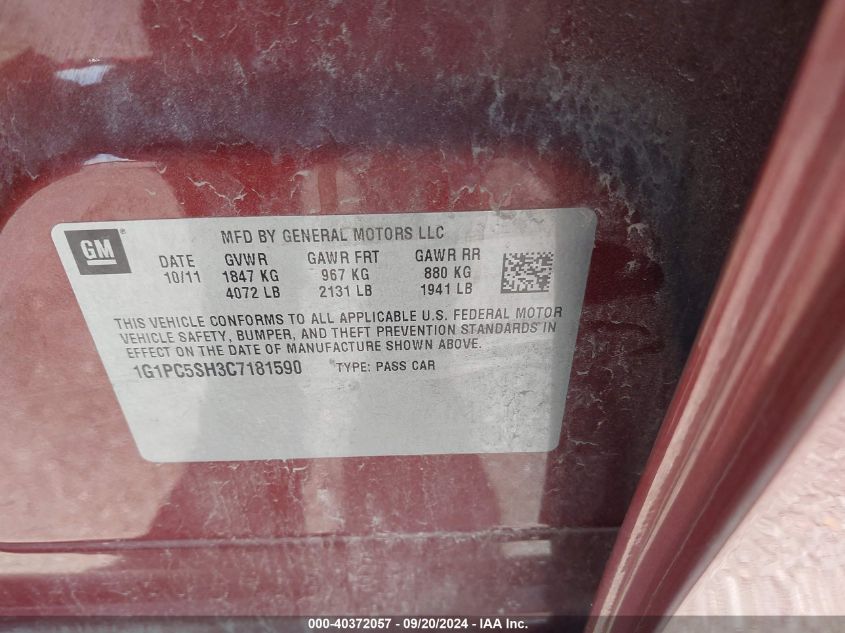 GM ®
MFD BY GENERAL MOTORS LLC
DATE GVWR GAWR FRT GAWR RR
10/11 1847 KG 967 KG 880 KG
4072 LB 2131 LB 1941 LB
THIS VEHICLE CONFORMS TO ALL APPLICABLE U.S. FEDERAL MOTOR
VEHICLE SAFETY, BUMPER, AND THEFT PREVENTION STANDARDS IN
EFFECT ON THE DATE OF MANUFACTURE SHOWN ABOVE.
1G1PC5SH3C7181590 TYPE: PASS CAR
000-40372057 - 09/20/2024 - IAA Inc.